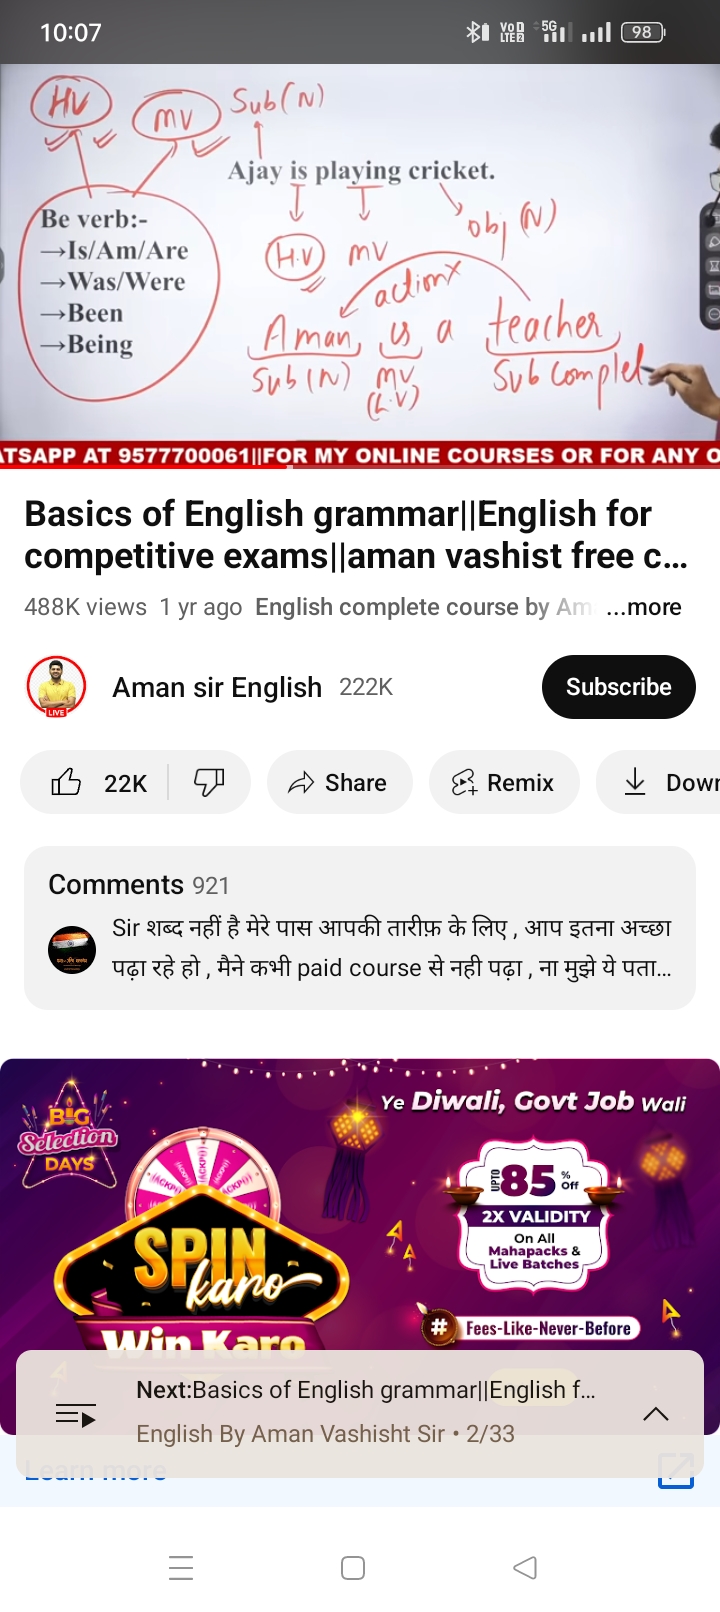 10:07
VoD
LTE2
5G
98
HV
MV
Sub(N)
Ajay is playing cricket.
Be verb:-
→Is/Am/Are
→Was/Were
→Been
→Being
H.V
MV
obj (N)
action
Aman is a teacher
Sub(N)
MV
(L.V)
Sub Complet
ATSAPP AT 9577700061||FOR MY ONLINE COURSES OR FOR ANY O
Basics of English grammar||English for
competitive exams||aman vashist free c...
488K views 1 yr ago English complete course by Am ...more
LIVE
Aman sir English 222K
Subscribe
22K
Share
Remix
Down
Comments 921
Sir शब्द नहीं है मेरे पास आपकी तारीफ़ के लिए , आप इतना अच्छा
पढ़ा रहे हो , मैने कभी paid course से नही पढ़ा , ना मुझे ये पता...
BIG
Selection
DAYS
Ye Diwali, Govt Job Wali
JACKPOT
JACKPOT
JACKPOT
SPIN
karo
Win Karo
UPTO 85 % Off
2X VALIDITY
On All
Mahapacks &
Live Batches
# Fees-Like-Never-Before
Next:Basics of English grammar||English f...
English By Aman Vashisht Sir • 2/33
Learn more